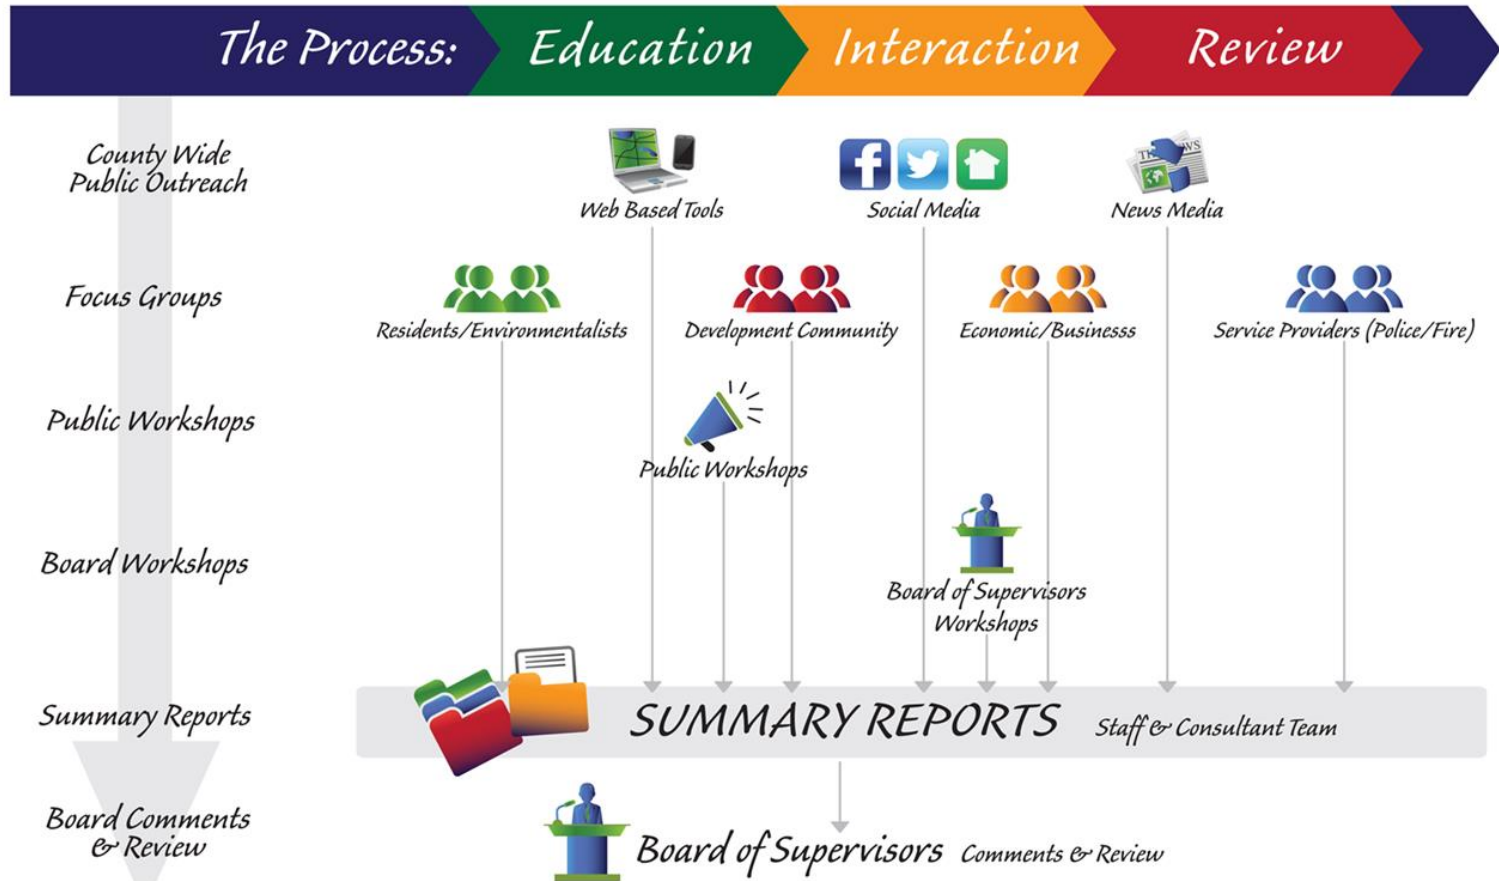 The Process: Education Interaction Review
County Wide
Public Outreach
THE NEWS
Web Based Tools
Social Media
News Media
Focus Groups
Residents/Environmentalists
Development Community
Economic/Businesss
Service Providers (Police/Fire)
Public Workshops
Public Workshops
Board Workshops
Board of Supervisors
Workshops
Summary Reports
SUMMARY REPORTS Staff & Consultant Team
Board Comments
& Review
Board of Supervisors Comments & Review